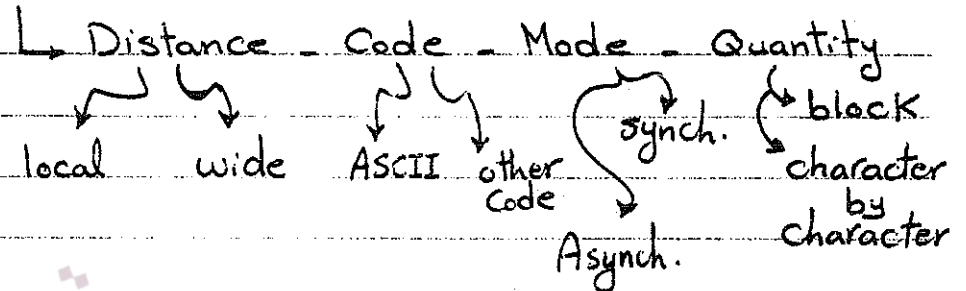 Distance - Code - Mode - Quantity
local wide ASCII other code synch. Asynch. block character by character